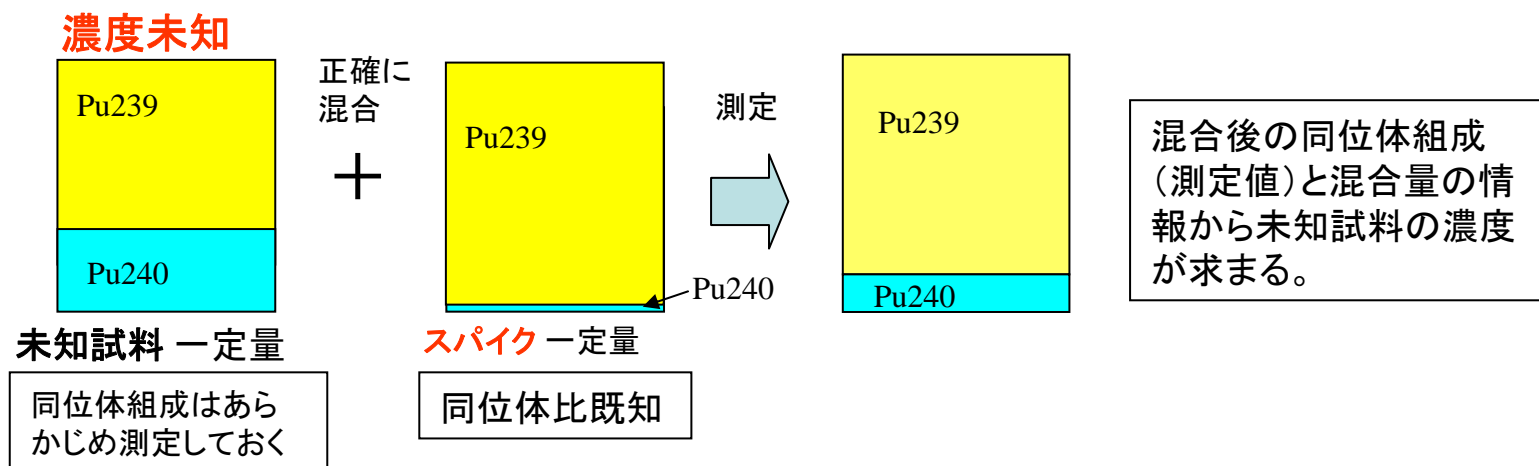 濃度未知
Pu239
Pu240
未知試料 一定量
同位体組成はあら
かじめ測定しておく
正確に
混合
＋
Pu239
Pu240
スパイク 一定量
同位体比既知
測定
Pu239
Pu240
混合後の同位体組成
（測定値）と混合量の情
報から未知試料の濃度
が求まる。